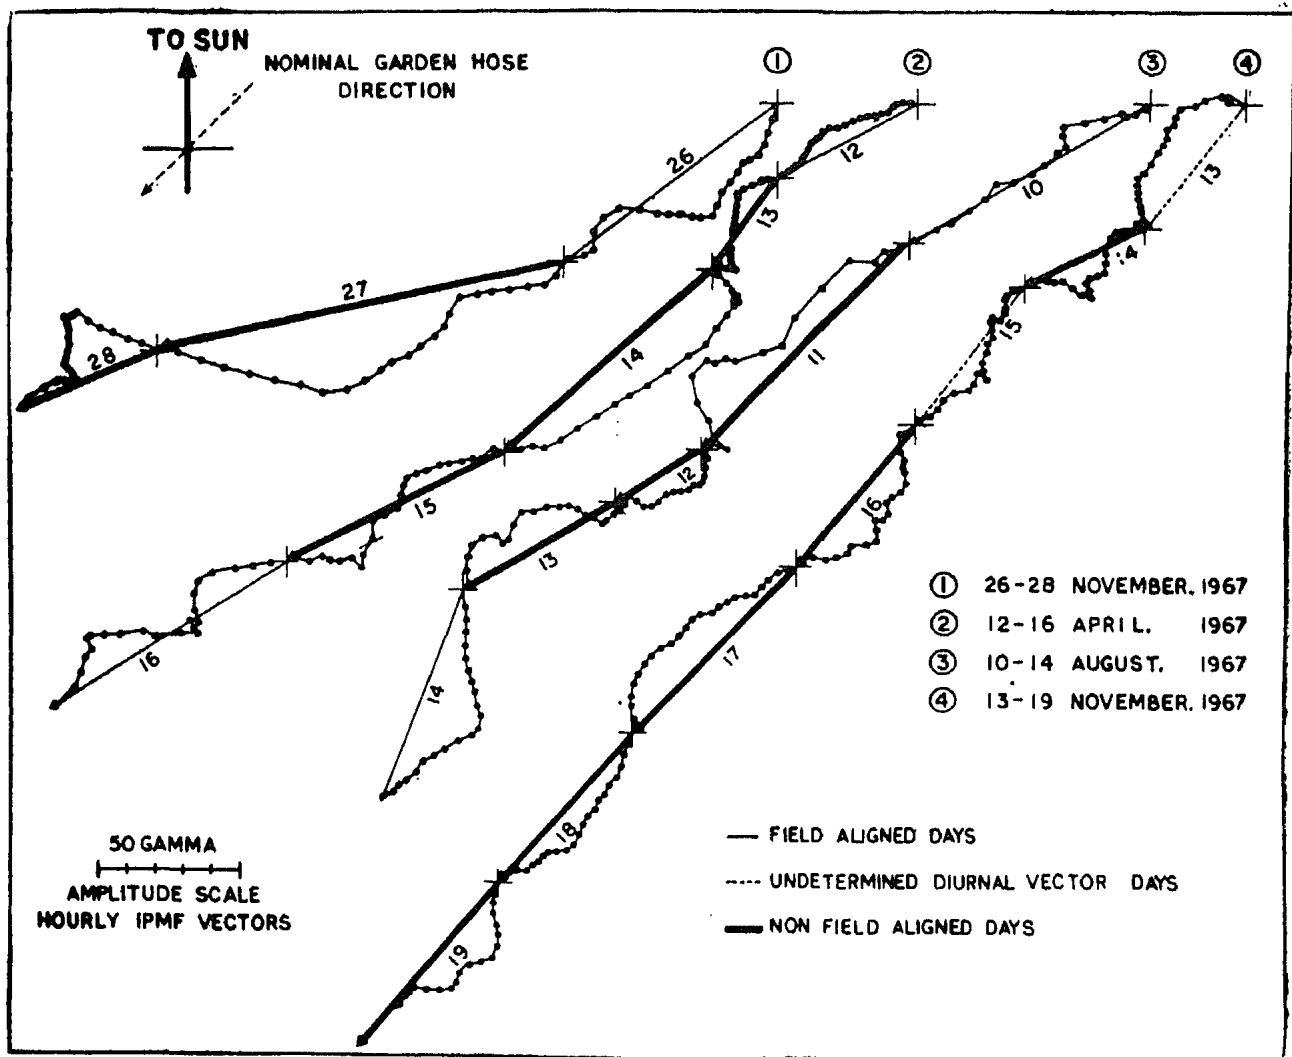 TO SUN
NOMINAL GARDEN HOSE
DIRECTION
① ② ③ ④
26
27
28
12
13
14
15
16
10
11
12
13
14
13
14
15
16
17
18
19
① 26-28 NOVEMBER. 1967
② 12-16 APRIL. 1967
③ 10-14 AUGUST. 1967
④ 13-19 NOVEMBER. 1967
50 GAMMA
AMPLITUDE SCALE
HOURLY IPMF VECTORS
FIELD ALIGNED DAYS
UNDETERMINED DIURNAL VECTOR DAYS
NON FIELD ALIGNED DAYS